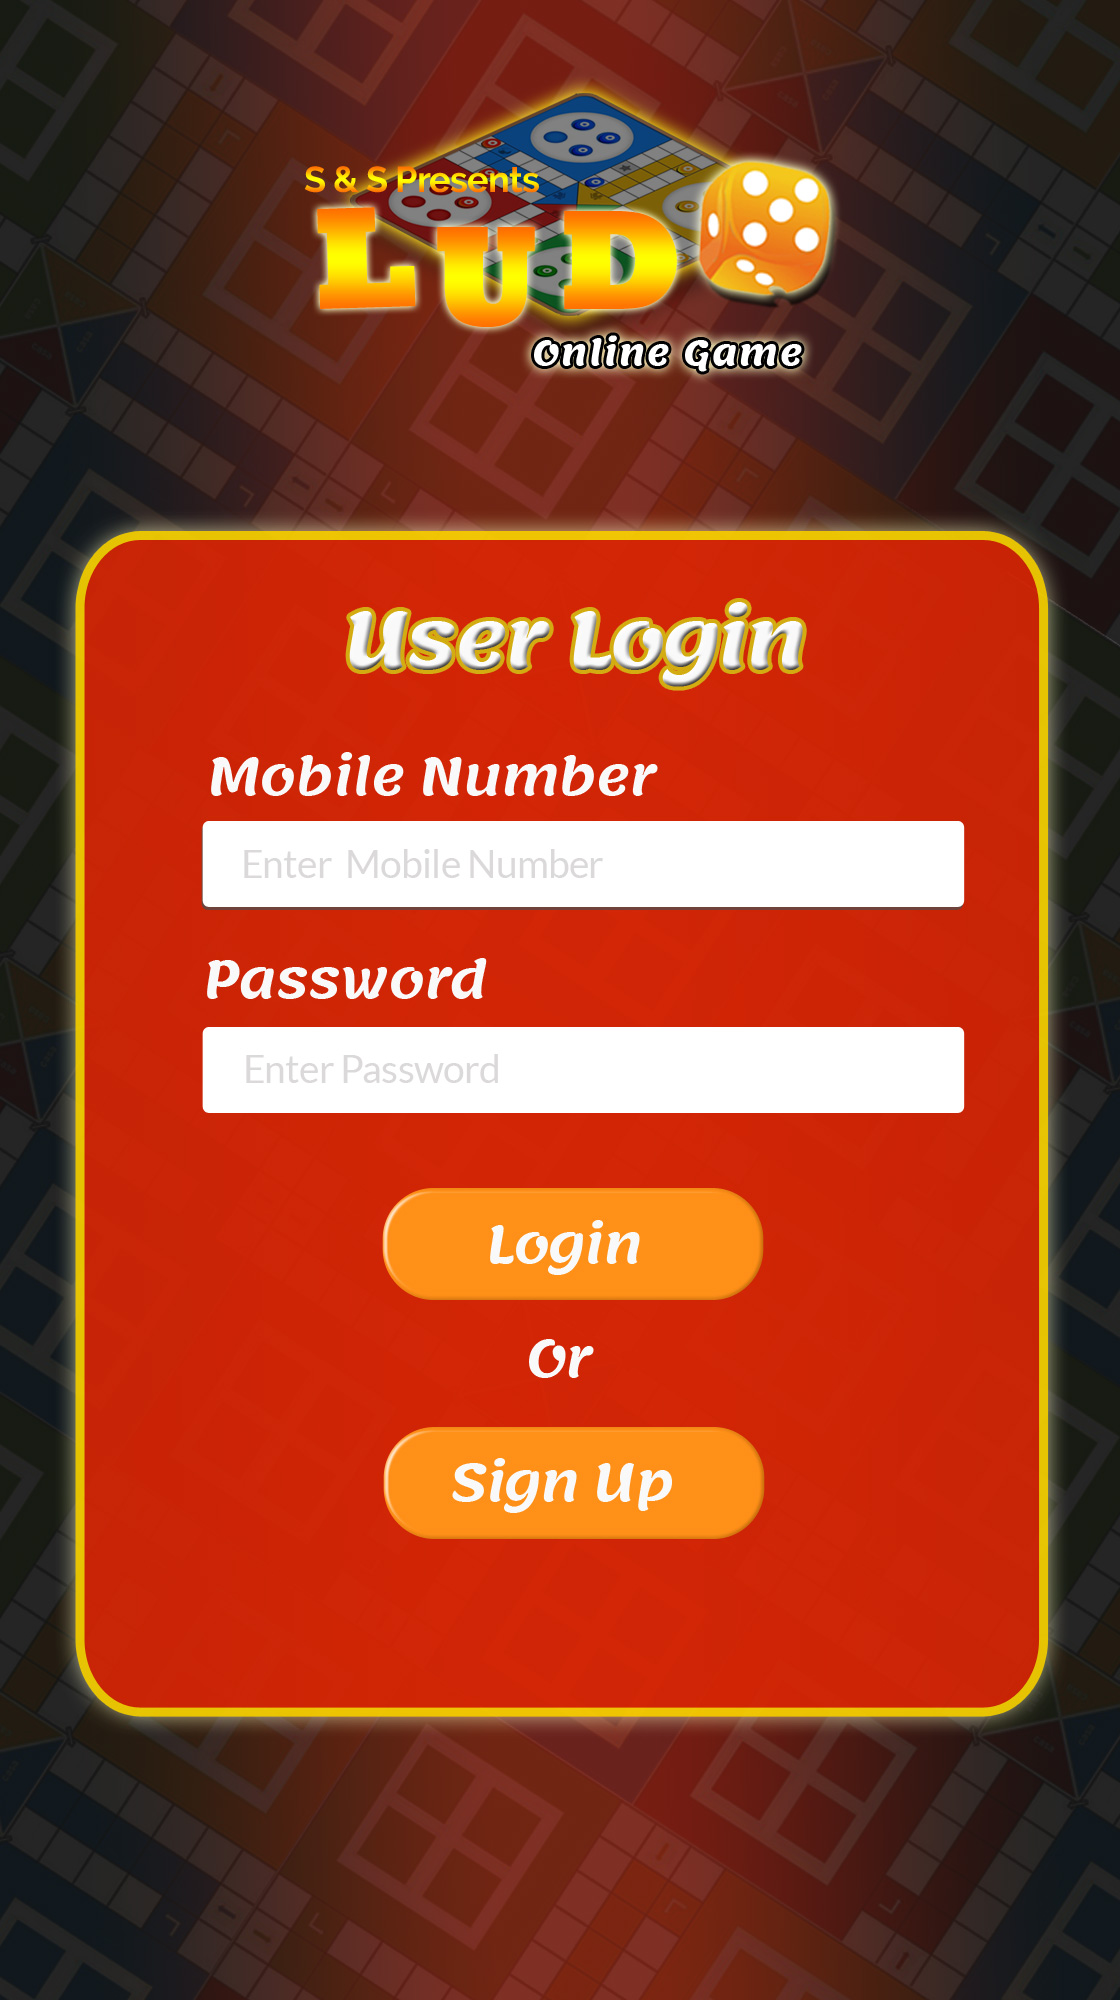 S & S Presents
LUDO
Online Game
User Login
Mobile Number
Enter Mobile Number
Password
Enter Password
Login
Or
Sign Up